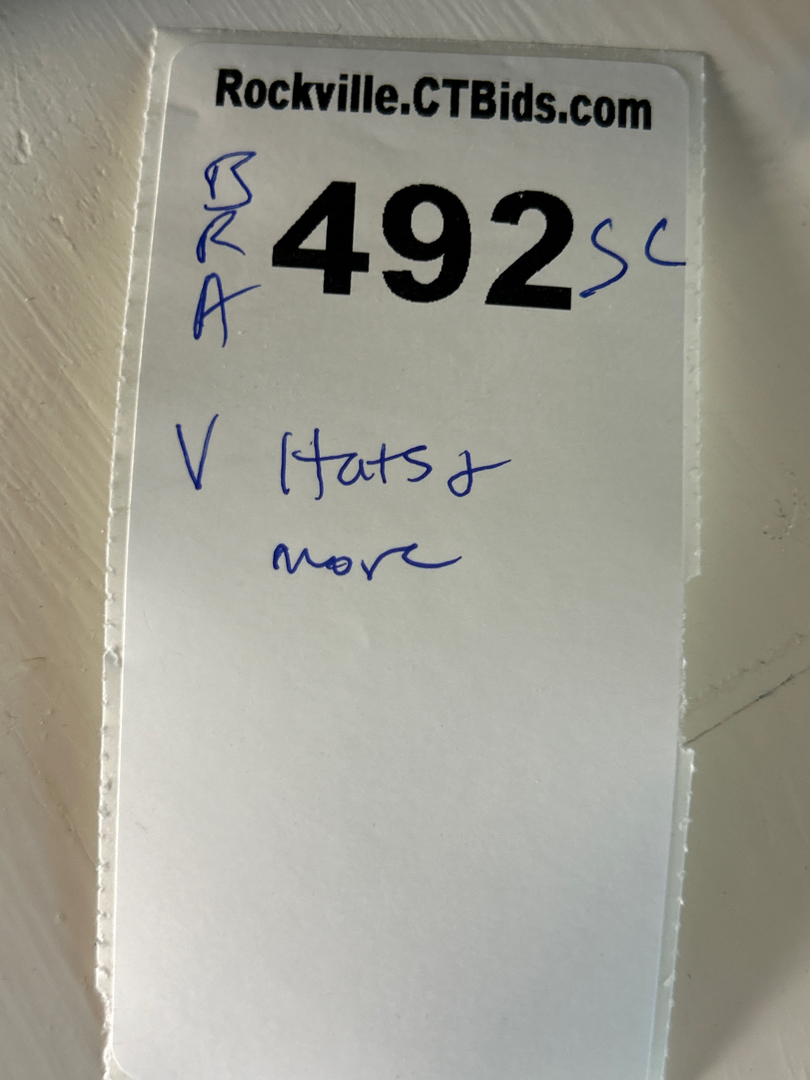 Rockville.CTBids.com
B
R
A
492 SC
V Hats &
more